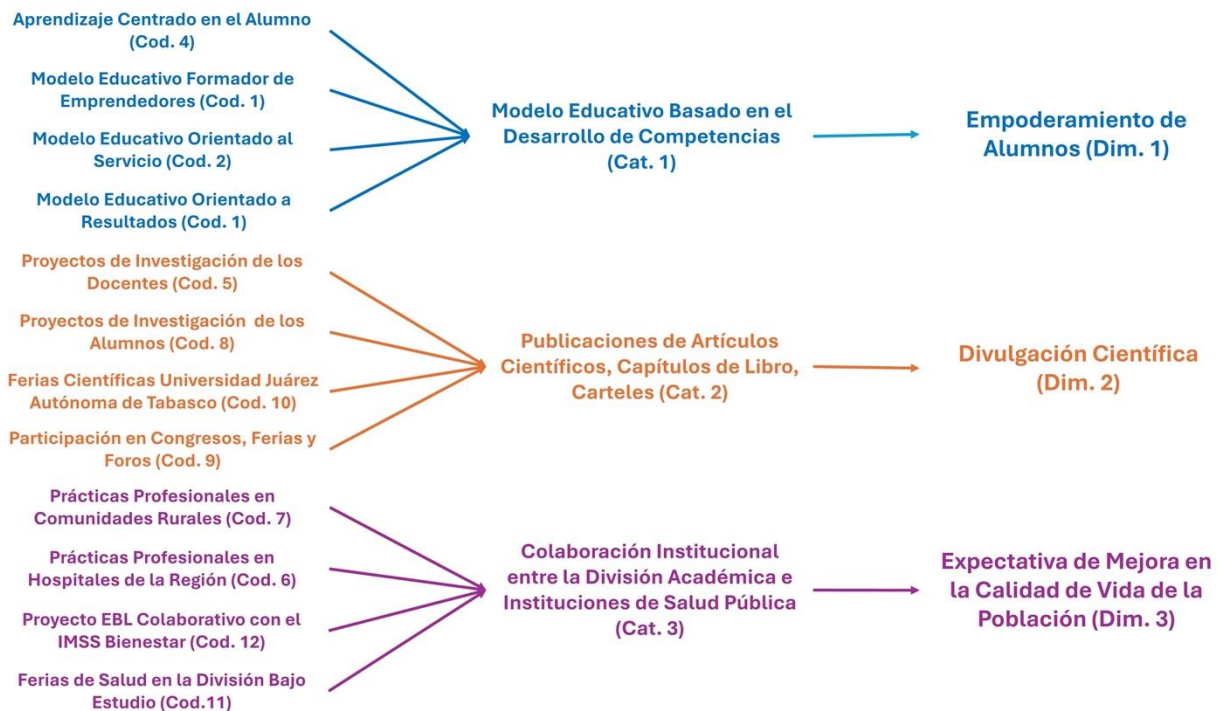 Aprendizaje Centrado en el Alumno
(Cod. 4)
Modelo Educativo Formador de
Emprendedores (Cod. 1)
Modelo Educativo Orientado al
Servicio (Cod. 2)
Modelo Educativo Orientado a
Resultados (Cod. 1)
Modelo Educativo Basado en el
Desarrollo de Competencias
(Cat. 1)
Empoderamiento de
Alumnos (Dim. 1)
Proyectos de Investigación de los
Docentes (Cod. 5)
Proyectos de Investigación  de los
Alumnos (Cod. 8)
Ferias Científicas Universidad Juárez
Autónoma de Tabasco (Cod. 10)
Participación en Congresos, Ferias y
Foros (Cod. 9)
Publicaciones de Artículos
Científicos, Capítulos de Libro,
Carteles (Cat. 2)
Divulgación Científica
(Dim. 2)
Prácticas Profesionales en
Comunidades Rurales (Cod. 7)
Prácticas Profesionales en
Hospitales de la Región (Cod. 6)
Proyecto EBL Colaborativo con el
IMSS Bienestar (Cod. 12)
Ferias de Salud en la División Bajo
Estudio (Cod.11)
Colaboración Institucional
entre la División Académica e
Instituciones de Salud Pública
(Cat. 3)
Expectativa de Mejora en
la Calidad de Vida de la
Población (Dim. 3)